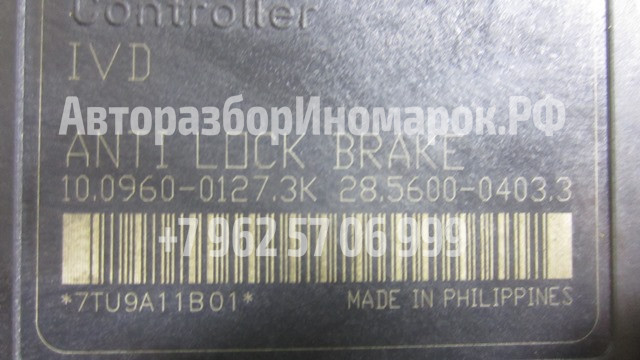 Controller
IVD
АвторазборИномарок.РФ
ANTI LOCK BRAKE
10.0960-0127.3K 28.5600-0403.3
+7 962 57 06 999
*7TU9A11B01* MADE IN PHILIPPINES